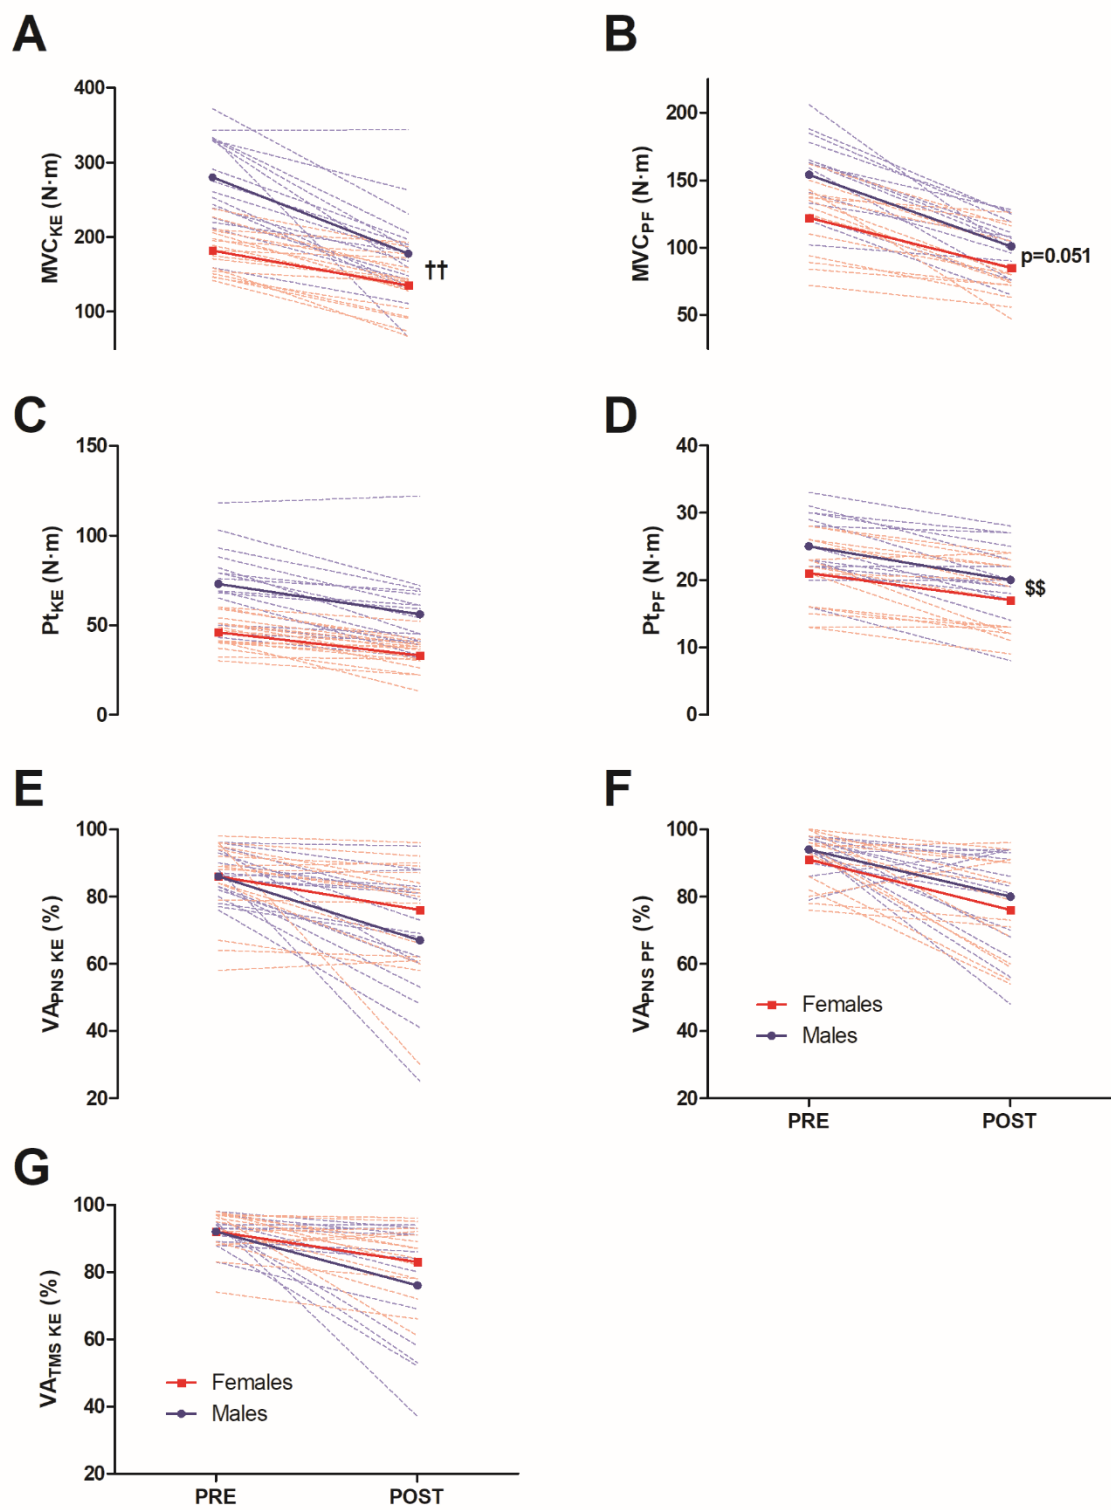 A
B
400
300
200
100
MVCKE (N·m)
††
200
150
100
50
MVCPF (N·m)
p=0.051
C
D
150
100
50
0
PtKE (N·m)
40
30
20
10
0
PtPF (N·m)
$$
E
F
100
80
60
40
20
VAPNS KE (%)
100
80
60
40
20
VAPNS PF (%)
Females
Males
PRE POST
G
100
80
60
40
20
VATMS KE (%)
Females
Males
PRE POST